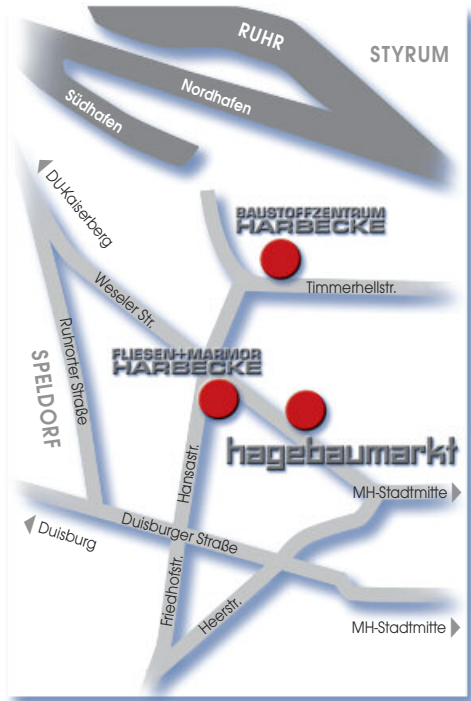 RUHR
STYRUM
Nordhafen
Südhafen
DU-Kaiserberg
BAUSTOFFZENTRUM
HARBECKE
Timmerhellstr.
Weseler Str.
Ruhrorter Straße
SPELDORF
FLIESEN+MARMOR
HARBECKE
Hansastr.
hagebaumarkt
MH-Stadtmitte
Duisburger Straße
Duisburg
Friedhofstr.
Heerstr.
MH-Stadtmitte